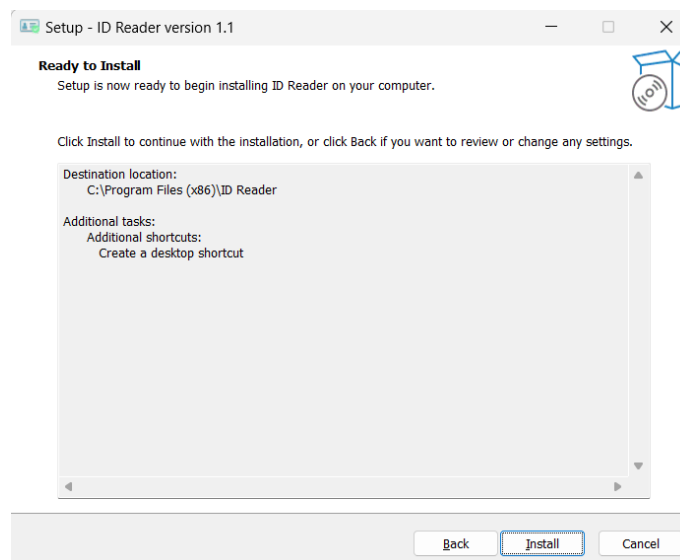 Setup - ID Reader version 1.1
Ready to Install
Setup is now ready to begin installing ID Reader on your computer.
Click Install to continue with the installation, or click Back if you want to review or change any settings.
Destination location:
C:\Program Files (x86)\ID Reader
Additional tasks:
Additional shortcuts:
Create a desktop shortcut
Back Install Cancel